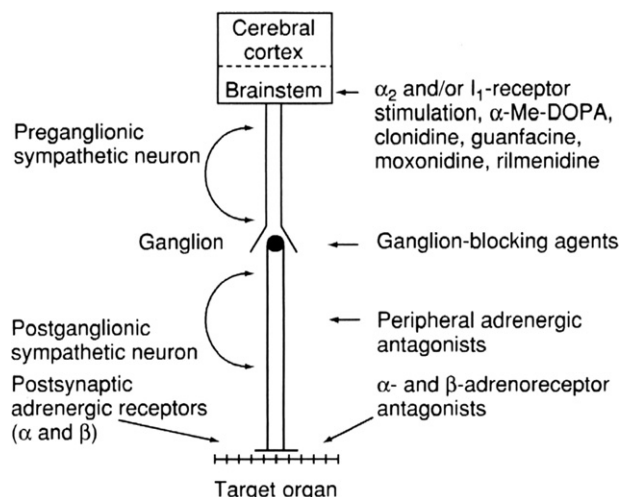 Cerebral
cortex
Brainstem
α₂ and/or I₁-receptor
stimulation, α-Me-DOPA,
clonidine, guanfacine,
moxonidine, rilmenidine
Preganglionic
sympathetic neuron
Ganglion
Ganglion-blocking agents
Postganglionic
sympathetic neuron
Peripheral adrenergic
antagonists
Postsynaptic
adrenergic receptors
(α and β)
α- and β-adrenoreceptor
antagonists
Target organ